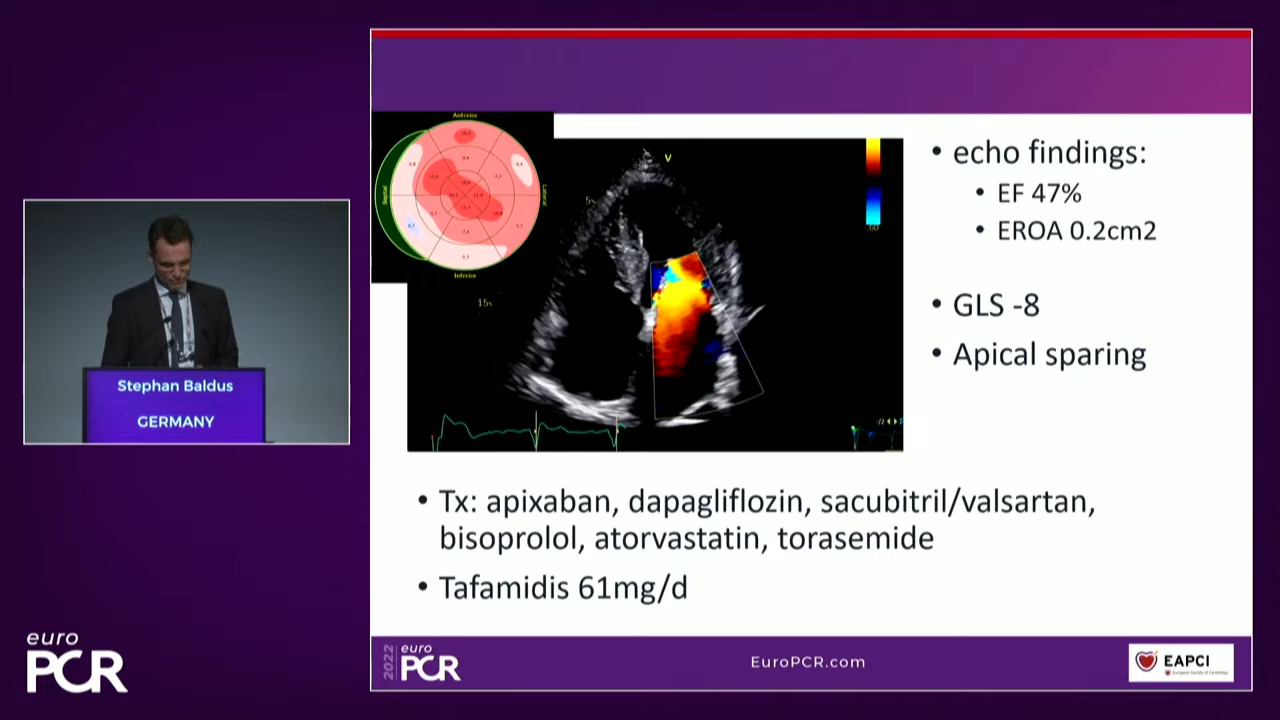 Stephan Baldus
GERMANY
euro
PCR
Anterior
Septal
Lateral
Inferior
V
15
• echo findings:
• EF 47%
• EROA 0.2cm2
• GLS -8
• Apical sparing
• Tx: apixaban, dapagliflozin, sacubitril/valsartan,
bisoprolol, atorvastatin, torasemide
• Tafamidis 61mg/d
2022
euro
PCR
EuroPCR.com
EAPCI